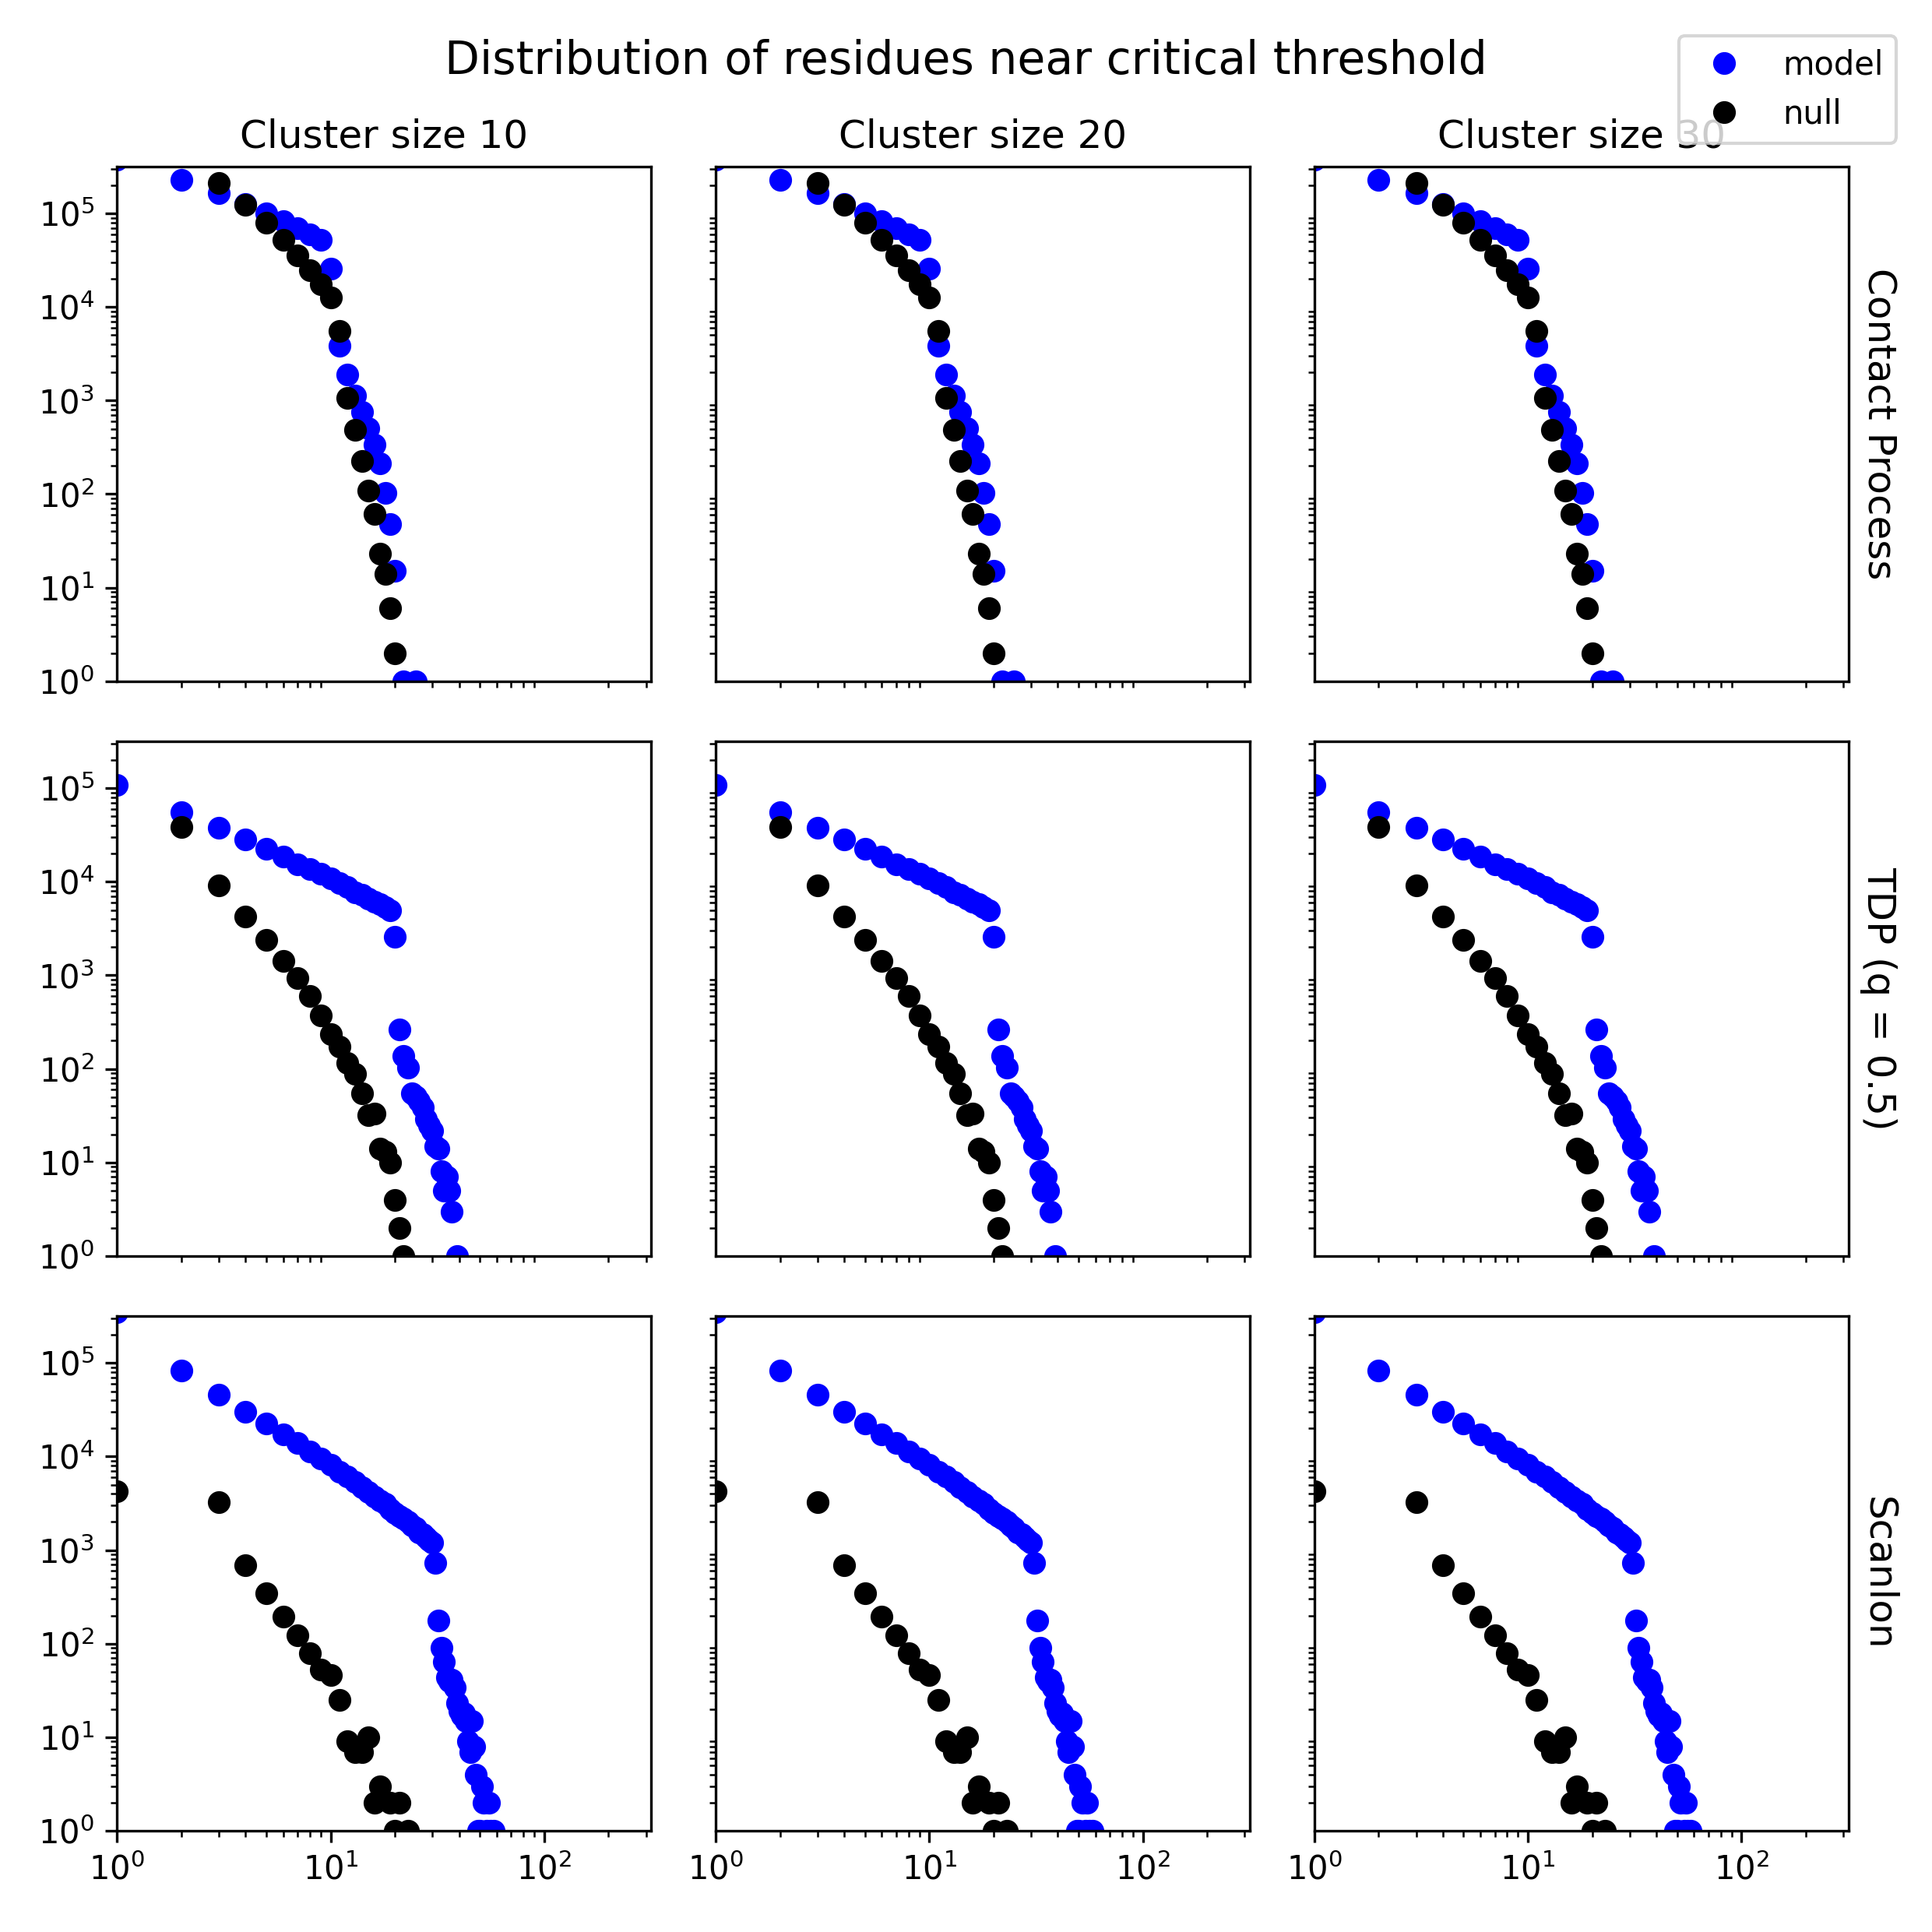 Distribution of residues near critical threshold
model
null
Cluster size 10
Cluster size 20
Cluster size 30
10⁵
10⁴
10³
10²
10¹
10⁰
Contact Process
10⁵
10⁴
10³
10²
10¹
10⁰
TDP (q = 0.5)
10⁵
10⁴
10³
10²
10¹
10⁰
Scanlon
10⁰ 10¹ 10²
10⁰ 10¹ 10²
10⁰ 10¹ 10²